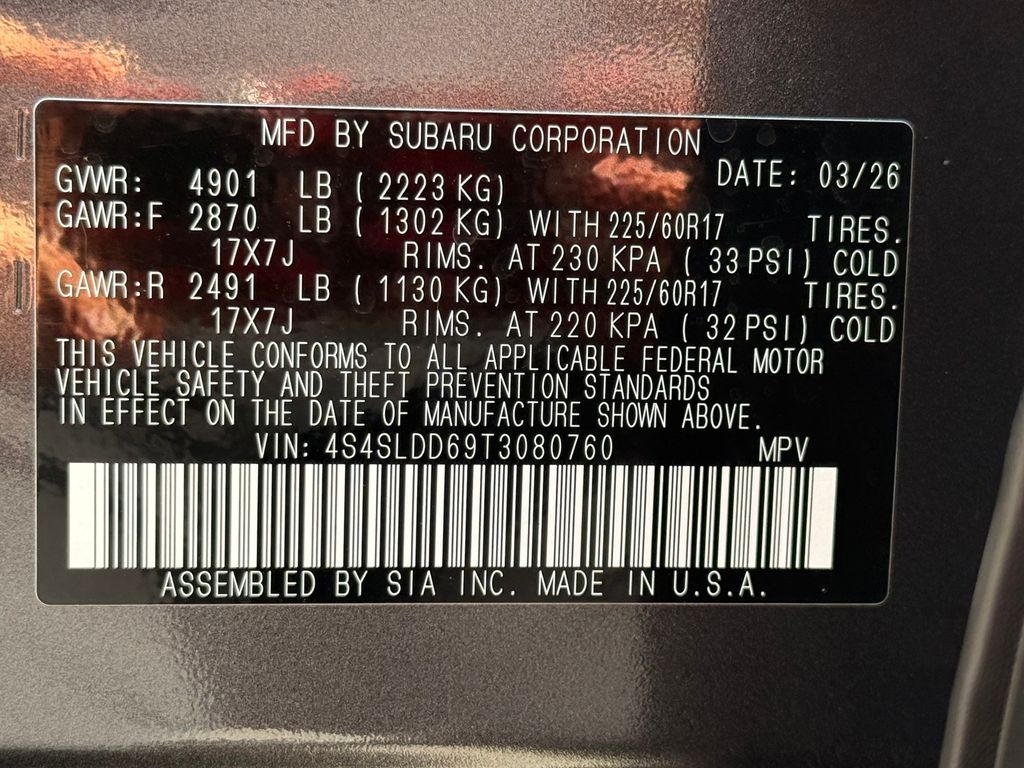 MFD BY SUBARU CORPORATION
DATE: 03/26
GVWR: 4901 LB ( 2223 KG)
GAWR:F 2870 LB ( 1302 KG) WITH 225/60R17 TIRES.
17X7J RIMS. AT 230 KPA ( 33 PSI) COLD
GAWR:R 2491 LB ( 1130 KG) WITH 225/60R17 TIRES.
17X7J RIMS. AT 220 KPA ( 32 PSI) COLD
THIS VEHICLE CONFORMS TO ALL APPLICABLE FEDERAL MOTOR
VEHICLE SAFETY AND THEFT PREVENTION STANDARDS
IN EFFECT ON THE DATE OF MANUFACTURE SHOWN ABOVE.
VIN: 4S4SLDD69T3080760 MPV
ASSEMBLED BY SIA INC. MADE IN U.S.A.